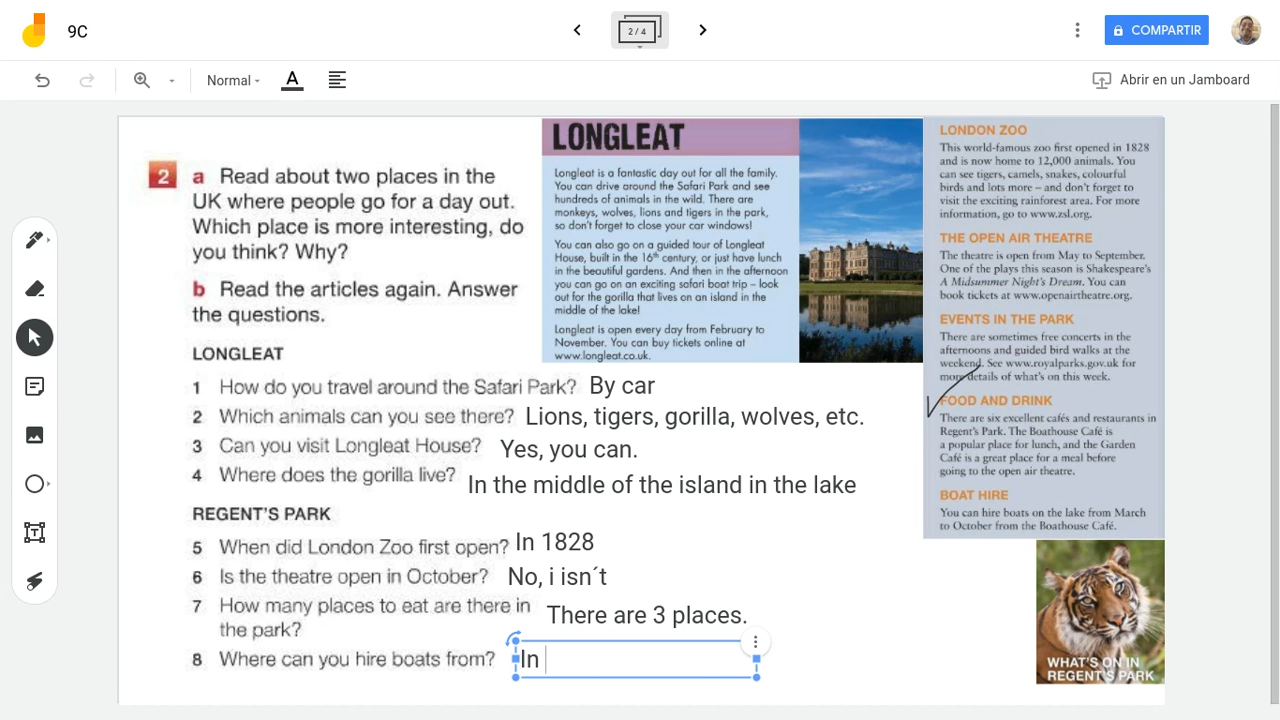 9C
2 / 4
COMPARTIR
Normal
A
Abrir en un Jamboard
2 a Read about two places in the
UK where people go for a day out.
Which place is more interesting, do
you think? Why?
b Read the articles again. Answer
the questions.
LONGLEAT
1 How do you travel around the Safari Park? By car
2 Which animals can you see there? Lions, tigers, gorilla, wolves, etc.
3 Can you visit Longleat House? Yes, you can.
4 Where does the gorilla live? In the middle of the island in the lake
REGENT'S PARK
5 When did London Zoo first open? In 1828
6 Is the theatre open in October? No, i isn´t
7 How many places to eat are there in
the park? There are 3 places.
8 Where can you hire boats from? In
LONGLEAT
Longleat is a fantastic day out for all the family.
You can drive around the Safari Park and see
hundreds of animals in the wild. There are
monkeys, wolves, lions and tigers in the park,
so don't forget to close your car windows!
You can also go on a guided tour of Longleat
House, built in the 16th century, or just have lunch
in the beautiful gardens. And then in the afternoon
you can go on an exciting safari boat trip – look
out for the gorilla that lives on an island in the
middle of the lake!
Longleat is open every day from February to
November. You can buy tickets online at
www.longleat.co.uk.
LONDON ZOO
This world-famous zoo first opened in 1828
and is now home to 12,000 animals. You
can see tigers, camels, snakes, colourful
birds and lots more – and don't forget to
visit the exciting rainforest area. For more
information, go to www.zsl.org.
THE OPEN AIR THEATRE
The theatre is open from May to September.
One of the plays this season is Shakespeare's
A Midsummer Night's Dream. You can
book tickets at www.openairtheatre.org.
EVENTS IN THE PARK
There are sometimes free concerts in the
afternoons and guided bird walks at the
weekend. See www.royalparks.gov.uk for
more details of what's on this week.
FOOD AND DRINK
There are six excellent cafés and restaurants in
Regent's Park. The Boathouse Café is
a popular place for lunch, and the Garden
Café is a great place for a meal before
going to the open air theatre.
BOAT HIRE
You can hire boats on the lake from March
to October from the Boathouse Café.
WHAT'S ON IN
REGENT'S PARK